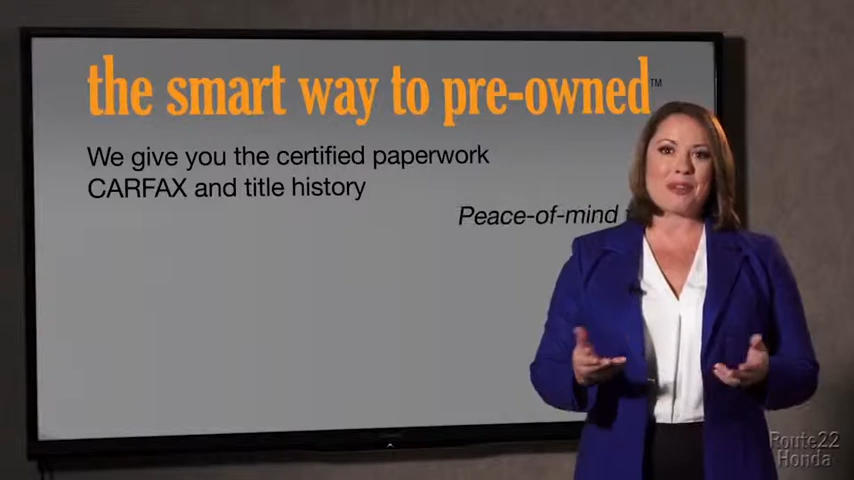 the smart way to pre-owned™
We give you the certified paperwork
CARFAX and title history
Peace-of-mind
Route22
Honda